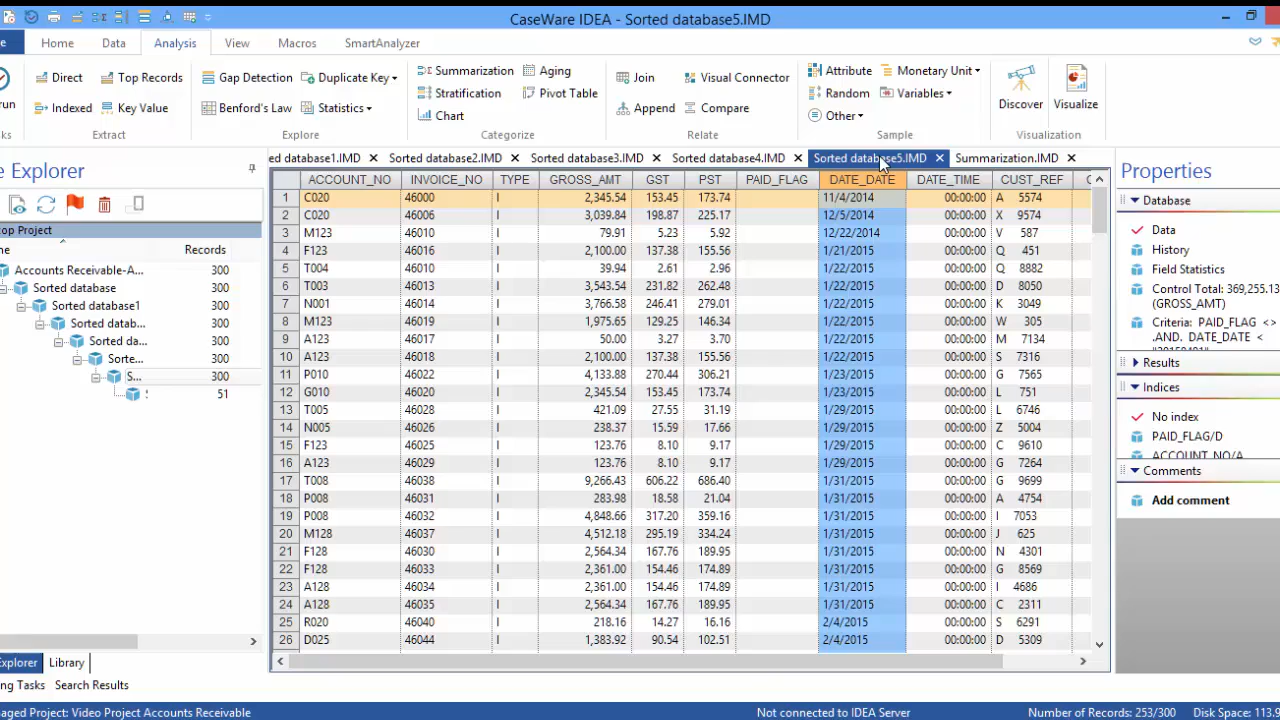 CaseWare IDEA - Sorted database5.IMD
Home Data Analysis View Macros SmartAnalyzer
Direct Top Records Gap Detection Duplicate Key Summarization Aging Join Visual Connector Attribute Monetary Unit
Stratification Pivot Table Random Variables
Indexed Key Value Benford's Law Statistics Chart Append Compare Other Discover Visualize
Extract Explore Categorize Relate Sample Visualization
ed database1.IMD Sorted database2.IMD Sorted database3.IMD Sorted database4.IMD Sorted database5.IMD Summarization.IMD
Explorer
top Project
Records
Accounts Receivable-A... 300
Sorted database 300
Sorted database1 300
Sorted datab... 300
Sorted da... 300
Sorte... 300
S... 300
51
ACCOUNT_NO INVOICE_NO TYPE GROSS_AMT GST PST PAID_FLAG DATE_DATE DATE_TIME CUST_REF
1 C020 46000 I 2,345.54 153.45 173.74 11/4/2014 00:00:00 A 5574
2 C020 46006 I 3,039.84 198.87 225.17 12/5/2014 00:00:00 X 9574
3 M123 46010 I 79.91 5.23 5.92 12/22/2014 00:00:00 V 587
4 F123 46016 I 2,100.00 137.38 155.56 1/21/2015 00:00:00 Q 451
5 T004 46010 I 39.94 2.61 2.96 1/22/2015 00:00:00 Q 8882
6 T003 46013 I 3,543.54 231.82 262.48 1/22/2015 00:00:00 D 8050
7 N001 46014 I 3,766.58 246.41 279.01 1/22/2015 00:00:00 K 3049
8 M123 46019 I 1,975.65 129.25 146.34 1/22/2015 00:00:00 W 305
9 A123 46017 I 50.00 3.27 3.70 1/22/2015 00:00:00 M 7134
10 A123 46018 I 2,100.00 137.38 155.56 1/22/2015 00:00:00 S 7316
11 P010 46022 I 4,133.88 270.44 306.21 1/23/2015 00:00:00 G 7565
12 G010 46020 I 2,345.54 153.45 173.74 1/23/2015 00:00:00 L 751
13 T005 46028 I 421.09 27.55 31.19 1/29/2015 00:00:00 L 6746
14 N005 46026 I 238.37 15.59 17.66 1/29/2015 00:00:00 Z 5004
15 F123 46025 I 123.76 8.10 9.17 1/29/2015 00:00:00 C 9610
16 A123 46029 I 123.76 8.10 9.17 1/29/2015 00:00:00 G 7264
17 T008 46038 I 9,266.43 606.22 686.40 1/31/2015 00:00:00 G 9699
18 P008 46031 I 283.98 18.58 21.04 1/31/2015 00:00:00 A 4754
19 P008 46032 I 4,848.66 317.20 359.16 1/31/2015 00:00:00 I 7053
20 M128 46037 I 4,512.18 295.19 334.24 1/31/2015 00:00:00 J 625
21 F128 46030 I 2,564.34 167.76 189.95 1/31/2015 00:00:00 N 4301
22 F128 46033 I 2,361.00 154.46 174.89 1/31/2015 00:00:00 G 8569
23 A128 46034 I 2,361.00 154.46 174.89 1/31/2015 00:00:00 I 4686
24 A128 46035 I 2,564.34 167.76 189.95 1/31/2015 00:00:00 C 2311
25 R020 46040 I 218.16 14.27 16.16 2/4/2015 00:00:00 S 6291
26 D025 46044 I 1,383.92 90.54 102.51 2/4/2015 00:00:00 D 5309
Properties
Database
Data
History
Field Statistics
Control Total: 369,255.13
(GROSS_AMT)
Criteria: PAID_FLAG <>
.AND. DATE_DATE <
Results
Indices
No index
PAID_FLAG/D
ACCOUNT_NO/A
Comments
Add comment
Explorer Library
ng Tasks Search Results
aged Project: Video Project Accounts Receivable Not connected to IDEA Server Number of Records: 253/300 Disk Space: 113.9